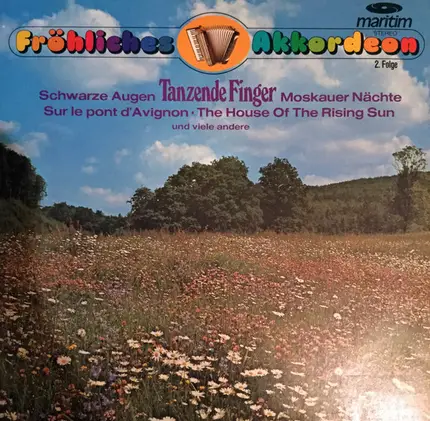 maritim
STEREO
Fröhliches Akkordeon
2. Folge
Schwarze Augen Tanzende Finger Moskauer Nächte
Sur le pont d'Avignon · The House Of The Rising Sun
und viele andere